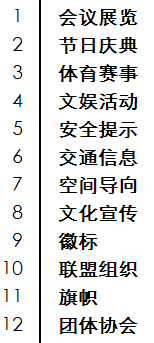 1 会议展览
2 节日庆典
3 体育赛事
4 文娱活动
5 安全提示
6 交通信息
7 空间导向
8 文化宣传
9 徽标
10 联盟组织
11 旗帜
12 团体协会